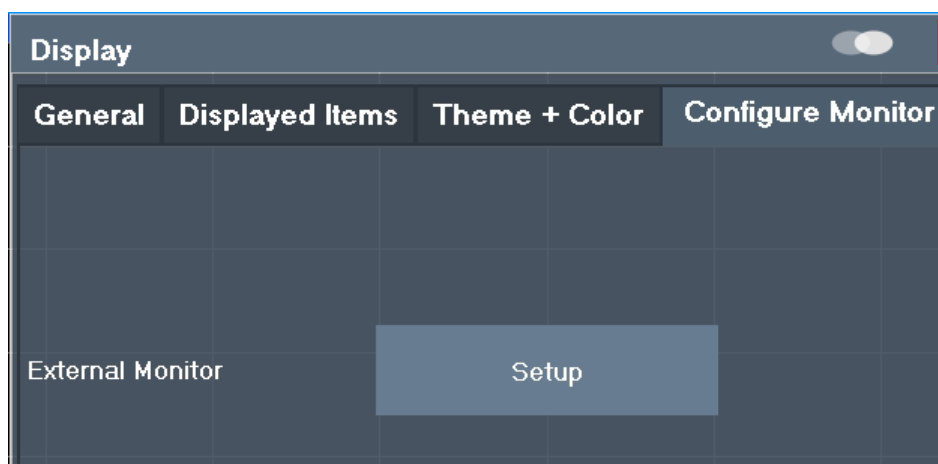 Display
General Displayed Items Theme + Color Configure Monitor
External Monitor Setup